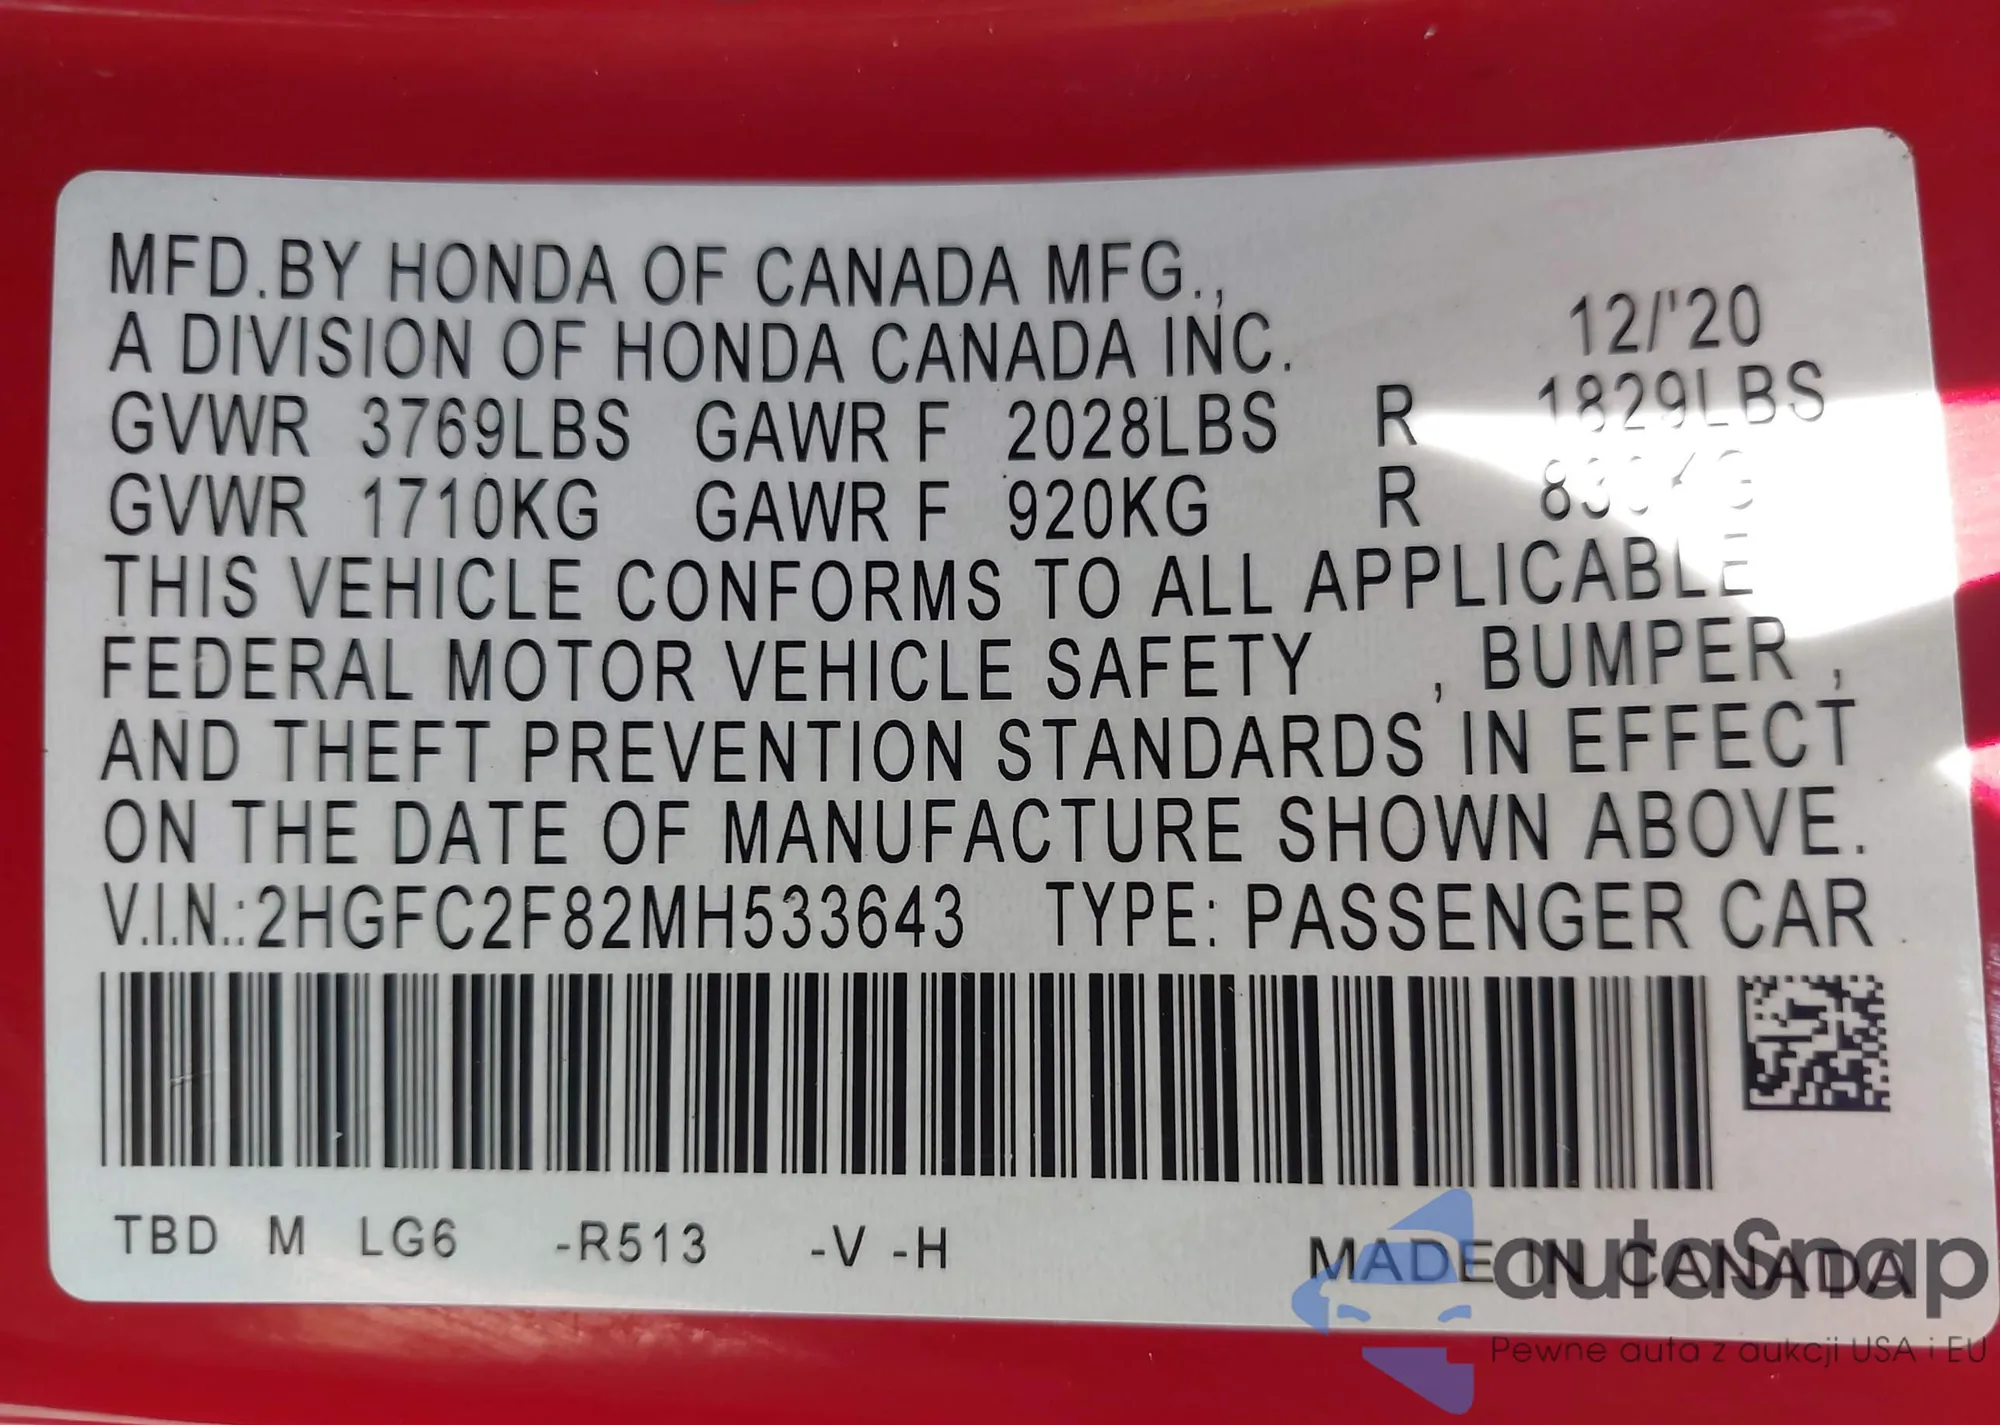 MFD.BY HONDA OF CANADA MFG.,
A DIVISION OF HONDA CANADA INC. 12/'20
GVWR 3769LBS GAWR F 2028LBS R 1829LBS
GVWR 1710KG GAWR F 920KG R
THIS VEHICLE CONFORMS TO ALL APPLICABLE
FEDERAL MOTOR VEHICLE SAFETY , BUMPER ,
AND THEFT PREVENTION STANDARDS IN EFFECT
ON THE DATE OF MANUFACTURE SHOWN ABOVE.
V.I.N.:2HGFC2F82MH533643 TYPE: PASSENGER CAR
TBD M LG6 -R513 -V -H MADE IN CANADA
autaSnap
Pewne auta z aukcji USA i EU